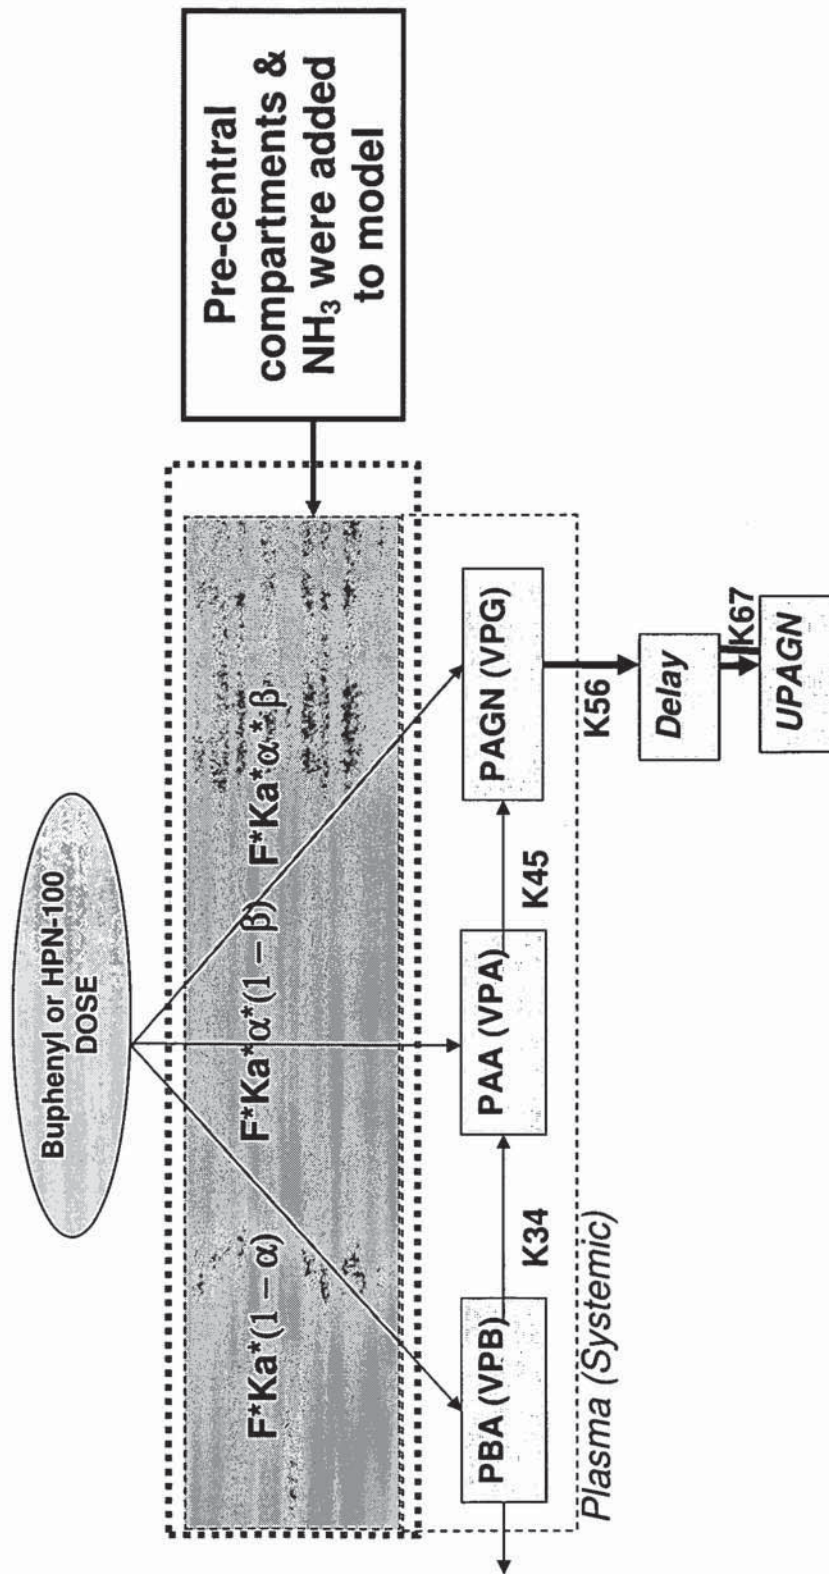 Buphenyl or HPN-100
DOSE
Pre-central
compartments &
NH₃ were added
to model
F*Ka*(1 – α)
F*Ka*α*(1 – β)
F*Ka*α*β
PBA (VPB)
K34
PAA (VPA)
K45
PAGN (VPG)
Plasma (Systemic)
K56
Delay
K67
UPAGN